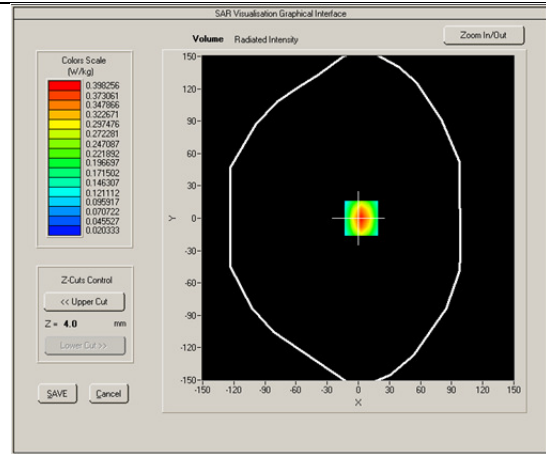 SAR Visualisation Graphical Interface
Volume Radiated Intensity
Zoom In/Out
Colors Scale
(W/kg)
0.398256
0.373061
0.347866
0.322671
0.297476
0.272281
0.247087
0.221892
0.196697
0.171502
0.146307
0.121112
0.095917
0.070722
0.045527
0.020333
Z-Cuts Control
<< Upper Cut
Z = 4.0 mm
Lower Cut >>
SAVE Cancel
150
120
90
60
30
0
-30
-60
-90
-120
-150
Y
-150 -120 -90 -60 -30 0 30 60 90 120 150
X